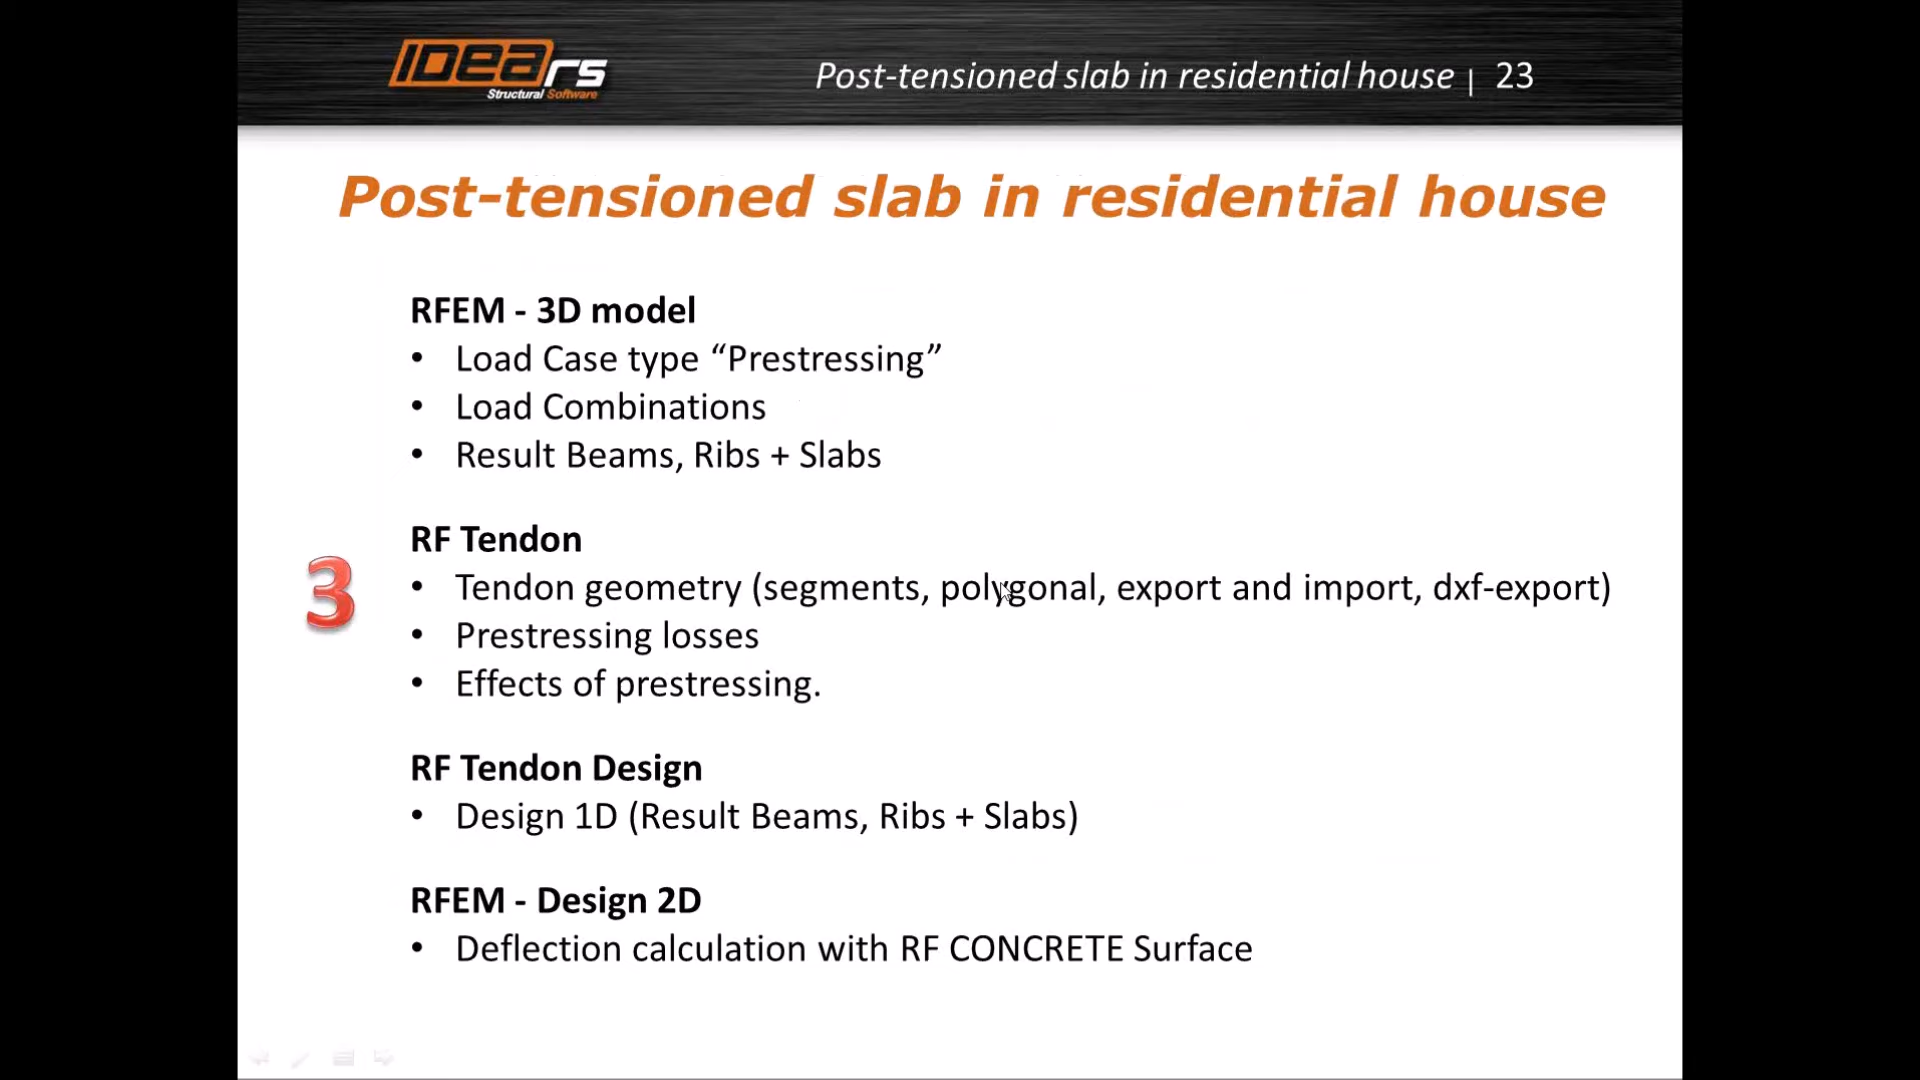 IDEA RS
Structural Software
Post-tensioned slab in residential house | 23
Post-tensioned slab in residential house
RFEM - 3D model
• Load Case type “Prestressing”
• Load Combinations
• Result Beams, Ribs + Slabs
RF Tendon
3
• Tendon geometry (segments, polygonal, export and import, dxf-export)
• Prestressing losses
• Effects of prestressing.
RF Tendon Design
• Design 1D (Result Beams, Ribs + Slabs)
RFEM - Design 2D
• Deflection calculation with RF CONCRETE Surface